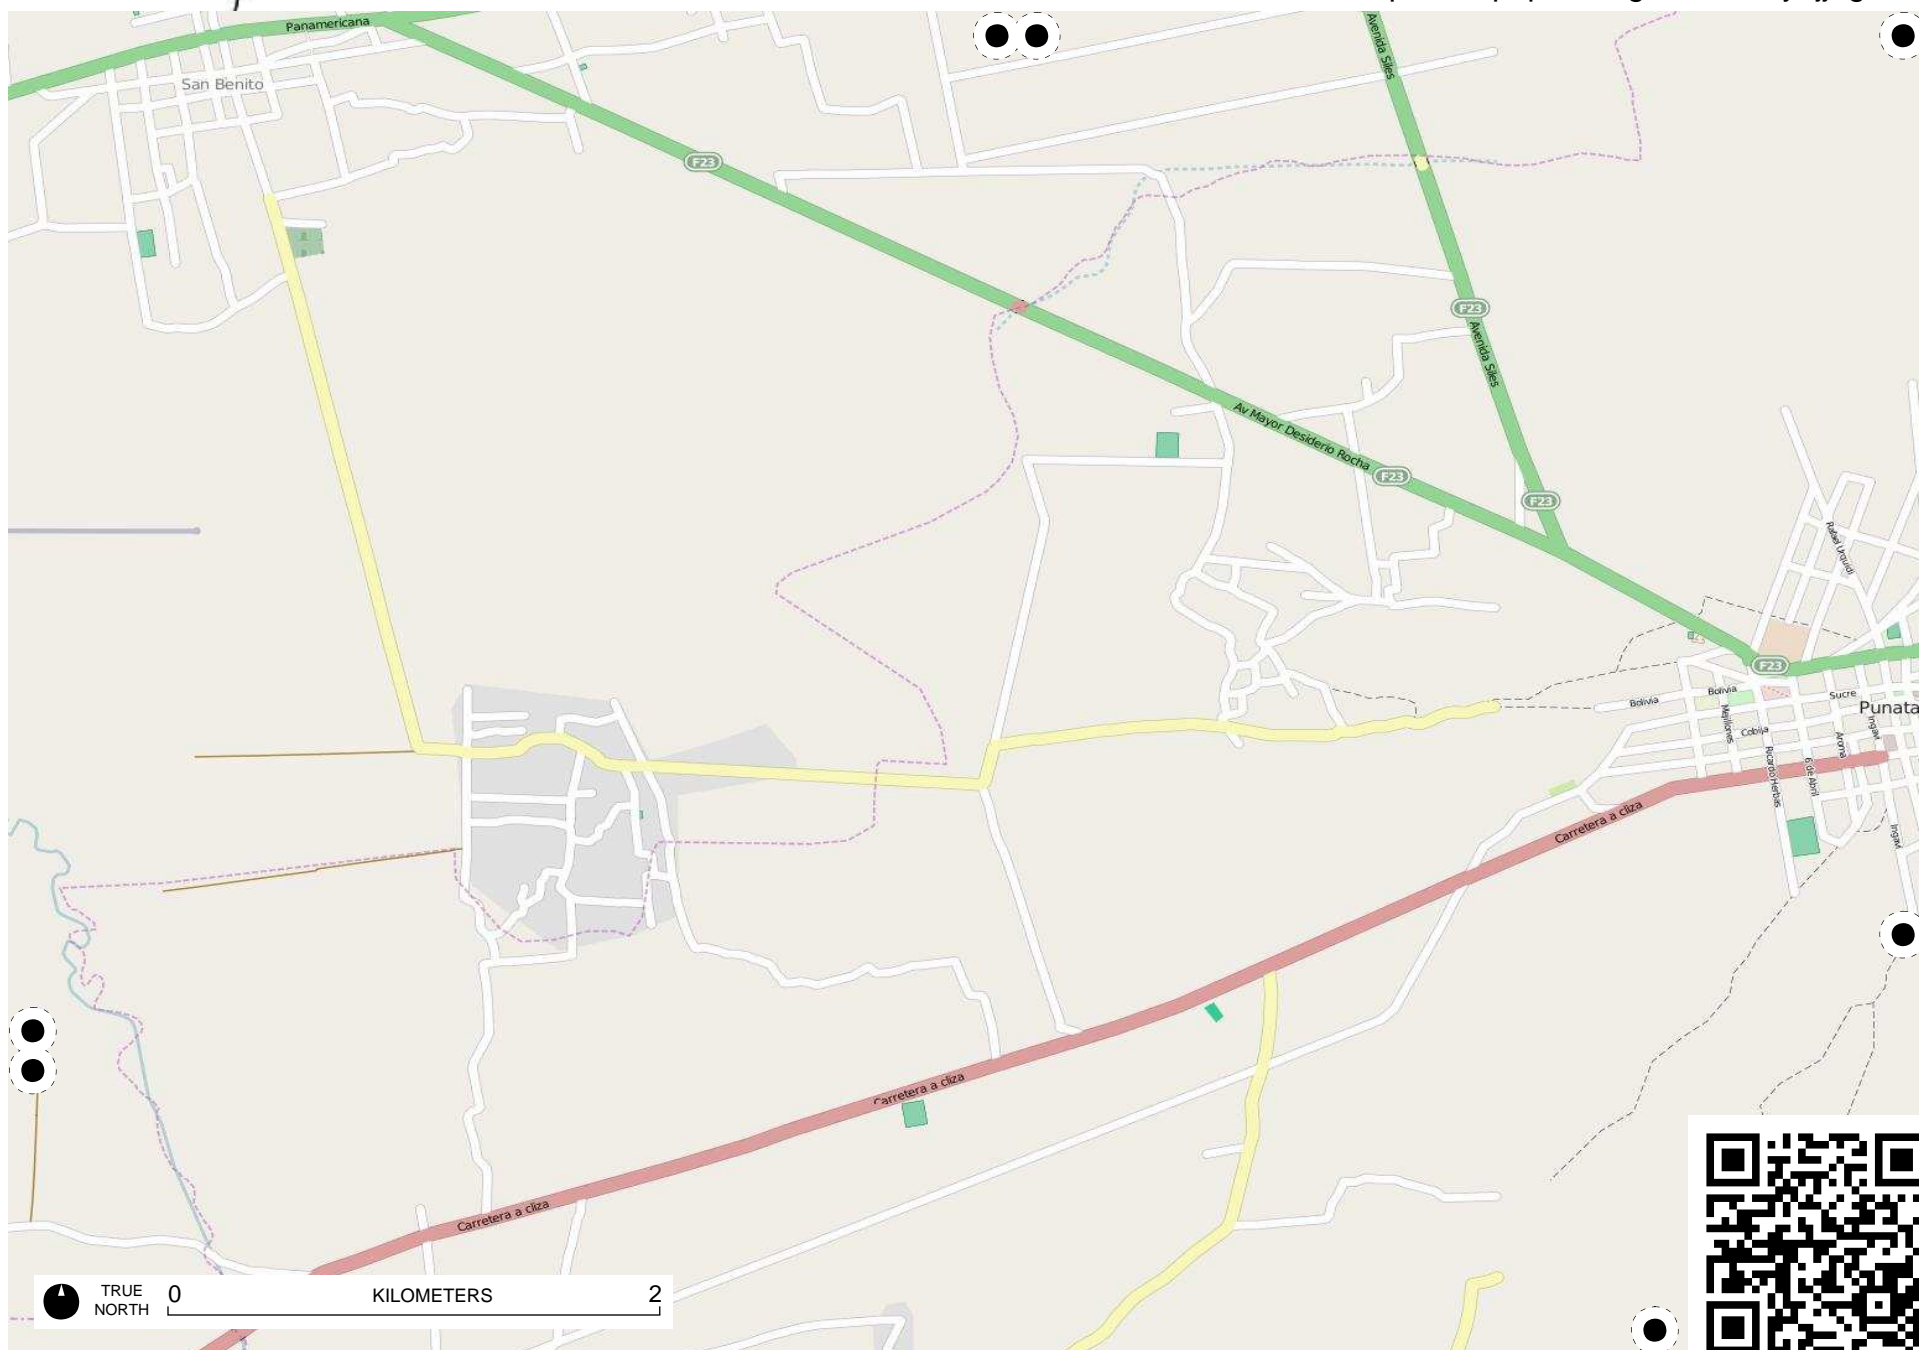 Panamericana
San Benito
Avenida Siles
F23
F23
Avenida Siles
Av Mayor Desiderio Rocha
F23
F23
Rafael Urquidi
F23
Bolivia
Bolivia
Sucre
Punata
Mejillones
Cobija
Ingavi
Aroma
Ricardo Herbas
6 de Abril
Carretera a cliza
Ingavi
Carretera a cliza
Carretera a cliza
TRUE
NORTH
0 KILOMETERS 2